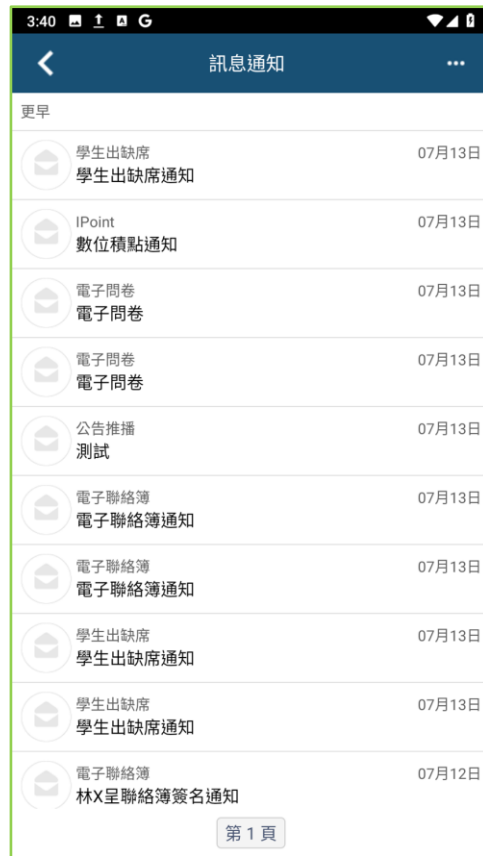 3:40
訊息通知
更早
學生出缺席 07月13日
學生出缺席通知
IPoint 07月13日
數位積點通知
電子問卷 07月13日
電子問卷
電子問卷 07月13日
電子問卷
公告推播 07月13日
測試
電子聯絡簿 07月13日
電子聯絡簿通知
電子聯絡簿 07月13日
電子聯絡簿通知
學生出缺席 07月13日
學生出缺席通知
學生出缺席 07月13日
學生出缺席通知
電子聯絡簿 07月12日
林X呈聯絡簿簽名通知
第 1 頁